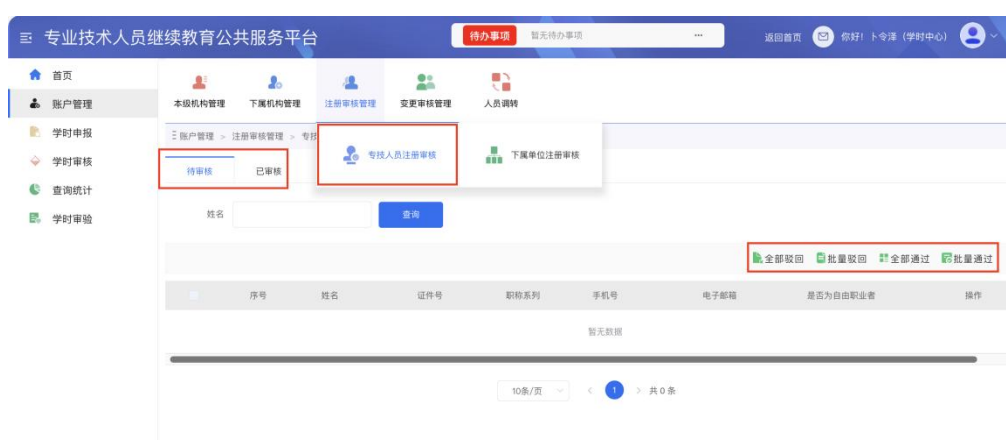 专业技术人员继续教育公共服务平台 待办事项 暂无待办事项 ... 返回首页 你好！卜令泽（学时中心）
首页
账户管理
学时申报
学时审核
查询统计
学时审验
本级机构管理 下属机构管理 注册审核管理 变更审核管理 人员调转
账户管理 > 注册审核管理 > 专技
专技人员注册审核 下属单位注册审核
待审核 已审核
姓名 查询
全部驳回 批量驳回 全部通过 批量通过
序号 姓名 证件号 职称系列 手机号 电子邮箱 是否为自由职业者 操作
暂无数据
10条/页 < 1 > 共 0 条